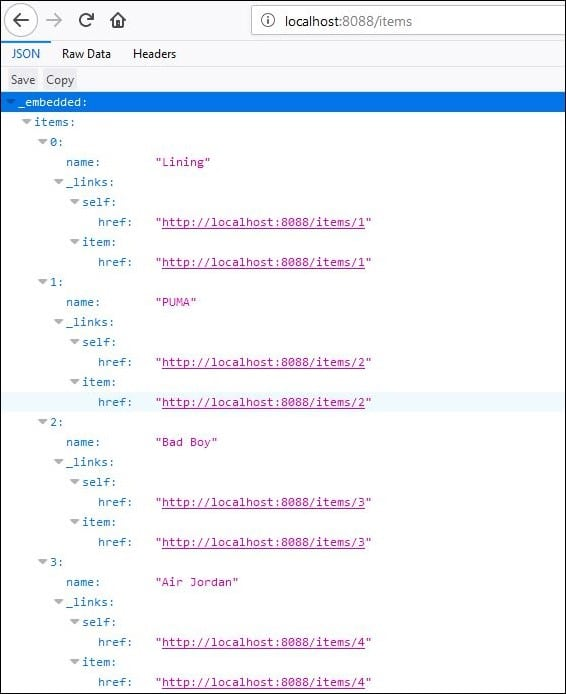 localhost:8088/items
JSON Raw Data Headers
Save Copy
_embedded:
items:
0:
name: "Lining"
_links:
self:
href: "http://localhost:8088/items/1"
item:
href: "http://localhost:8088/items/1"
1:
name: "PUMA"
_links:
self:
href: "http://localhost:8088/items/2"
item:
href: "http://localhost:8088/items/2"
2:
name: "Bad Boy"
_links:
self:
href: "http://localhost:8088/items/3"
item:
href: "http://localhost:8088/items/3"
3:
name: "Air Jordan"
_links:
self:
href: "http://localhost:8088/items/4"
item:
href: "http://localhost:8088/items/4"